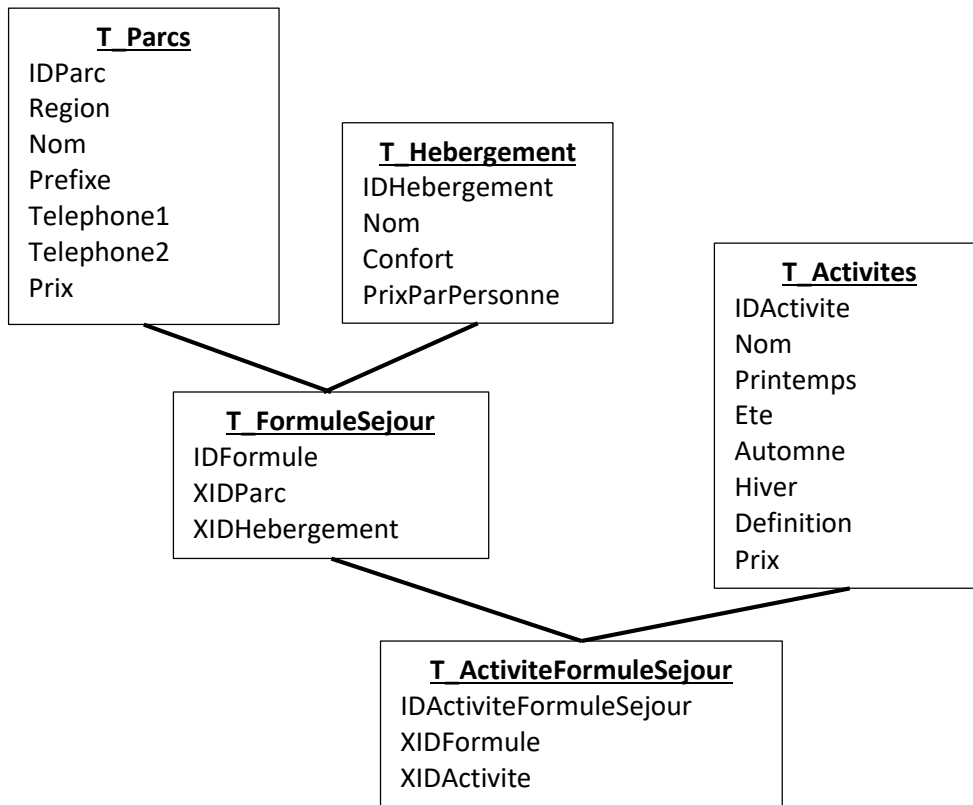 T_Parcs
IDParc
Region
Nom
Prefixe
Telephone1
Telephone2
Prix
T_Hebergement
IDHebergement
Nom
Confort
PrixParPersonne
T_Activites
IDActivite
Nom
Printemps
Ete
Automne
Hiver
Definition
Prix
T_FormuleSejour
IDFormule
XIDParc
XIDHebergement
T_ActiviteFormuleSejour
IDActiviteFormuleSejour
XIDFormule
XIDActivite